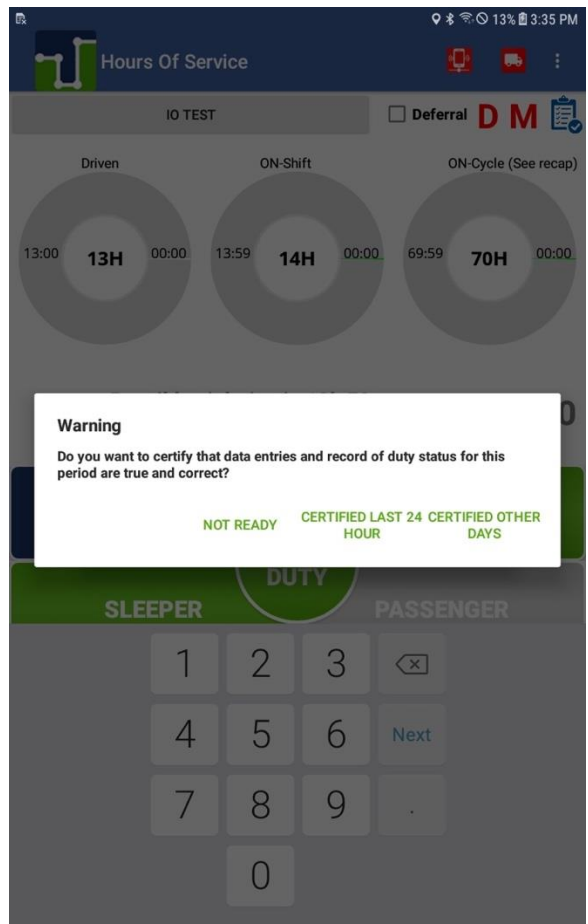 13% 3:35 PM
Hours Of Service
IO TEST
Deferral D M
Driven
ON-Shift
ON-Cycle (See recap)
13:00 13H 00:00
13:59 14H 00:00
69:59 70H 00:00
0
Warning
Do you want to certify that data entries and record of duty status for this
period are true and correct?
NOT READY
CERTIFIED LAST 24
HOUR
CERTIFIED OTHER
DAYS
DUTY
SLEEPER
PASSENGER
1 2 3
4 5 6 Next
7 8 9 .
0